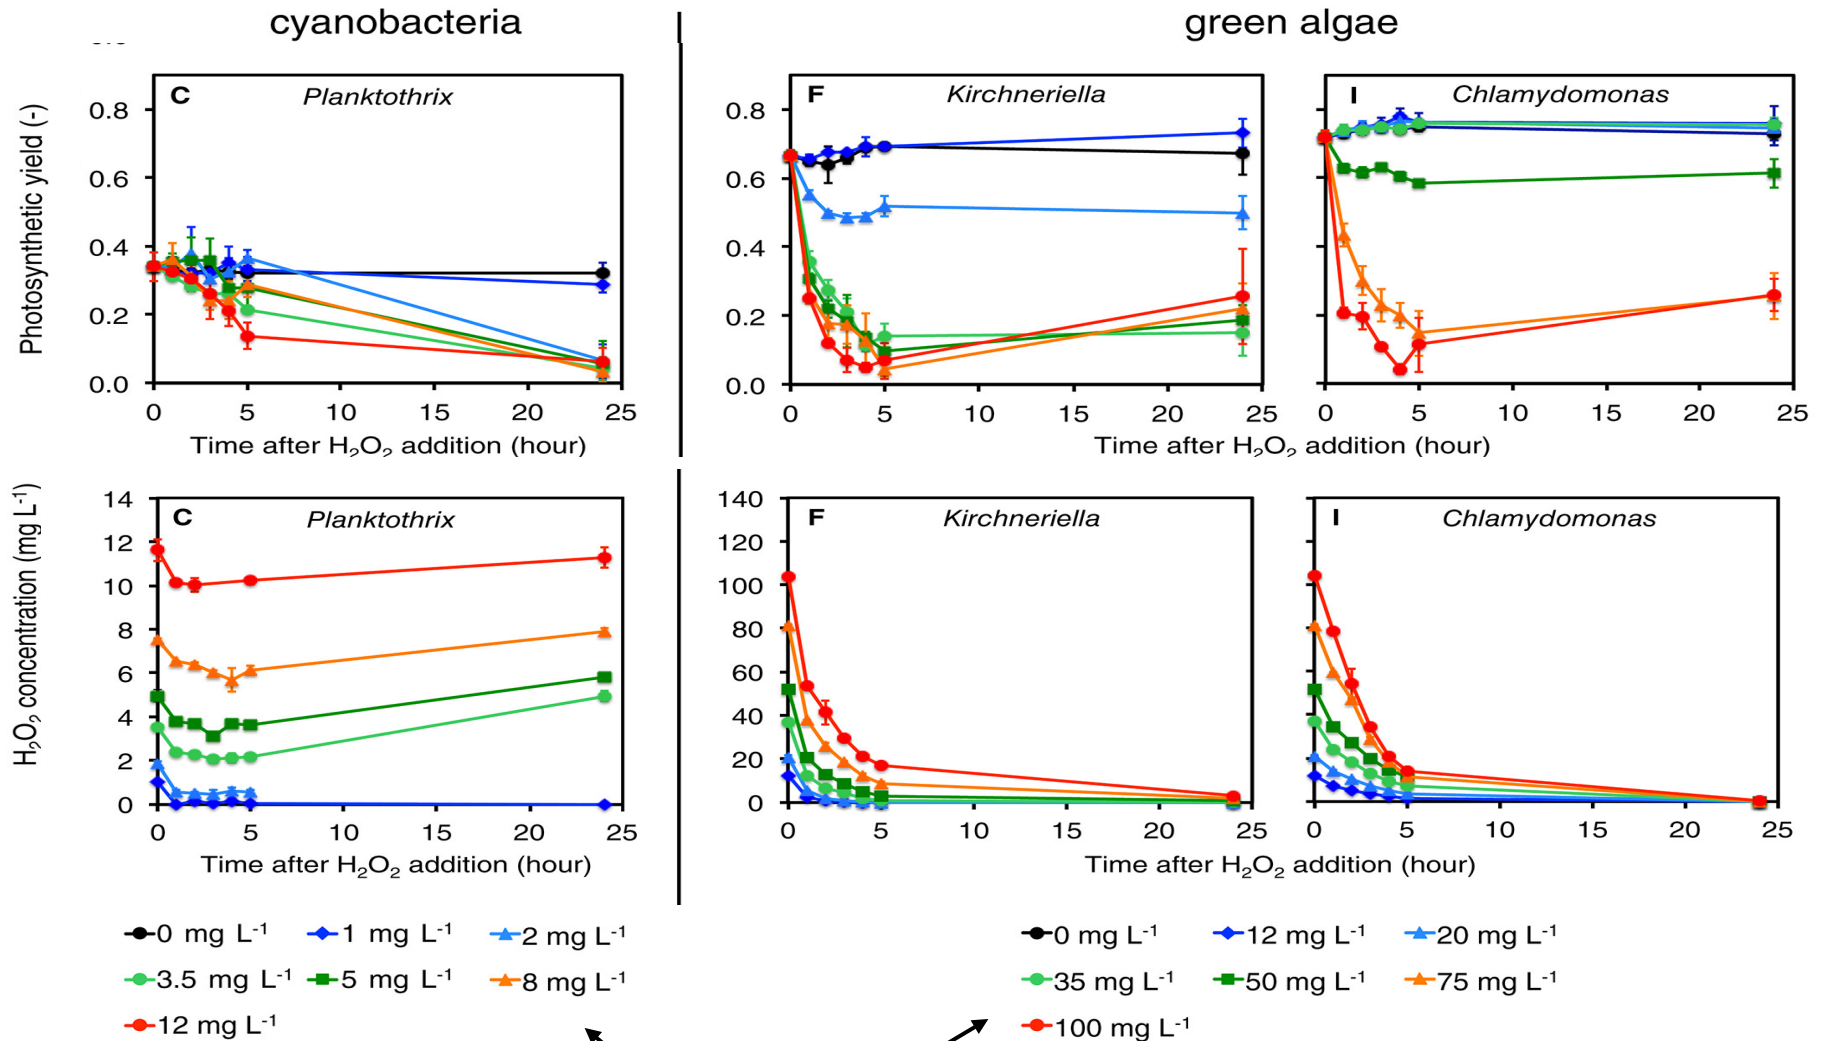 cyanobacteria
green algae
Photosynthetic yield (-)
C Planktothrix
0.8
0.6
0.4
0.2
0.0
0 5 10 15 20 25
Time after H₂O₂ addition (hour)
F Kirchneriella
0.8
0.6
0.4
0.2
0.0
0 5 10 15 20 25
I Chlamydomonas
0 5 10 15 20 25
Time after H₂O₂ addition (hour)
H₂O₂ concentration (mg L⁻¹)
C Planktothrix
14
12
10
8
6
4
2
0
0 5 10 15 20 25
Time after H₂O₂ addition (hour)
F Kirchneriella
140
120
100
80
60
40
20
0
0 5 10 15 20 25
I Chlamydomonas
0 5 10 15 20 25
Time after H₂O₂ addition (hour)
0 mg L⁻¹ 1 mg L⁻¹ 2 mg L⁻¹
3.5 mg L⁻¹ 5 mg L⁻¹ 8 mg L⁻¹
12 mg L⁻¹
0 mg L⁻¹ 12 mg L⁻¹ 20 mg L⁻¹
35 mg L⁻¹ 50 mg L⁻¹ 75 mg L⁻¹
100 mg L⁻¹